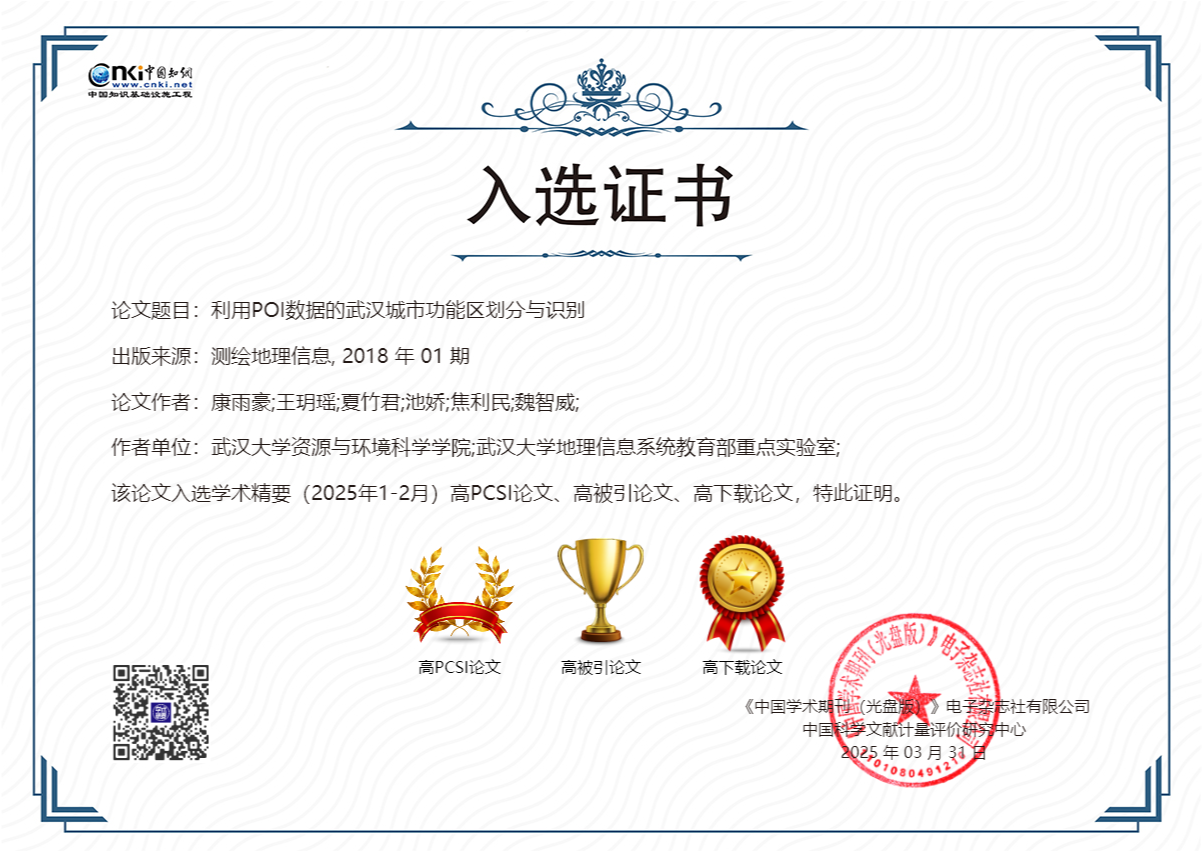 Cnki中国知网
www.cnki.net
中国知识基础设施工程
入选证书
论文题目：利用POI数据的武汉城市功能区划分与识别
出版来源：测绘地理信息, 2018 年 01 期
论文作者：康雨豪;王玥瑶;夏竹君;池娇;焦利民;魏智威;
作者单位：武汉大学资源与环境科学学院;武汉大学地理信息系统教育部重点实验室;
该论文入选学术精要（2025年1-2月）高PCSI论文、高被引论文、高下载论文，特此证明。
高PCSI论文 高被引论文 高下载论文
《中国学术期刊（光盘版）》电子杂志社有限公司
中国科学文献计量评价研究中心
2025 年 03 月 31 日
《中国学术期刊(光盘版)》电子杂志社有限公司